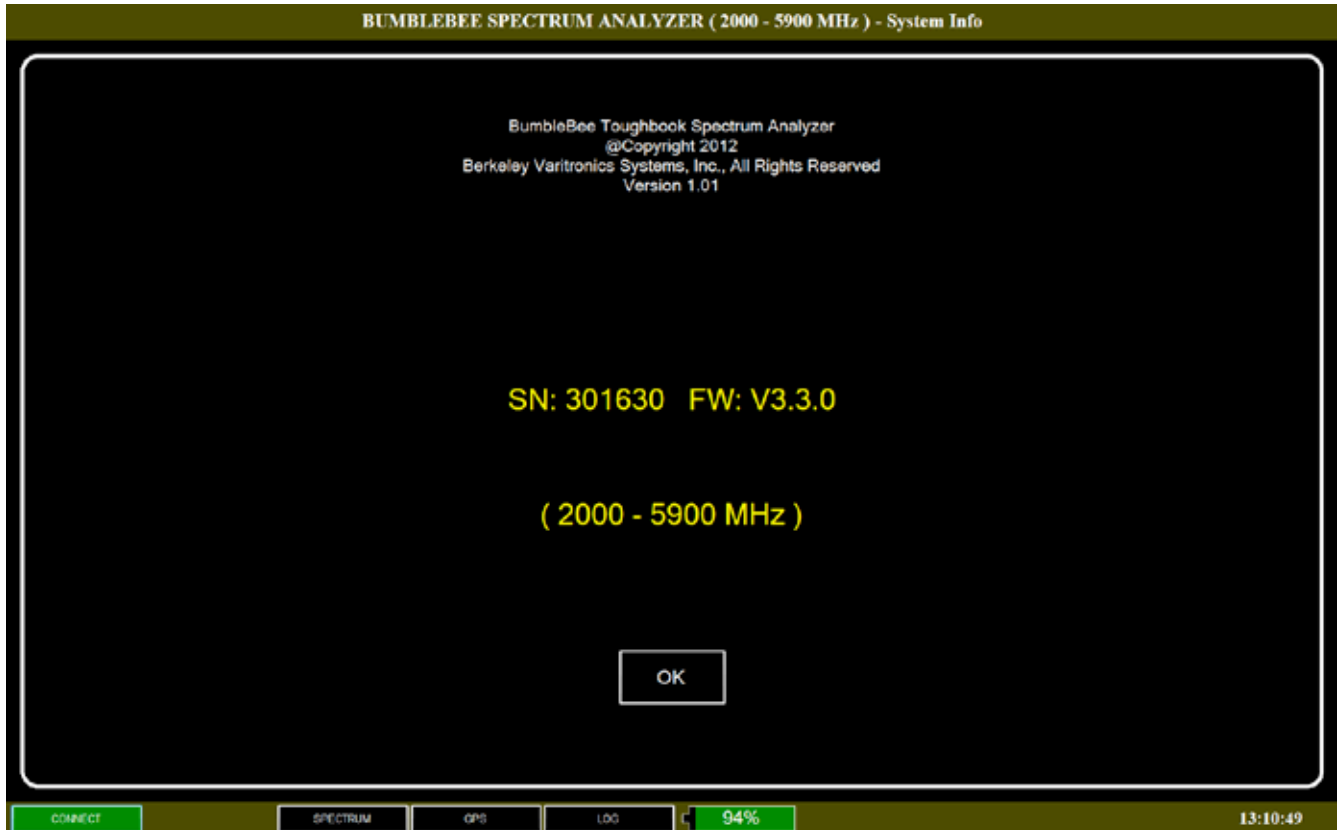 BUMBLEBEE SPECTRUM ANALYZER ( 2000 - 5900 MHz ) - System Info
BumbleBee Toughbook Spectrum Analyzer
@Copyright 2012
Berkeley Varitronics Systems, Inc., All Rights Reserved
Version 1.01
SN: 301630 FW: V3.3.0
( 2000 - 5900 MHz )
OK
CONNECT SPECTRUM GPS LOG 94% 13:10:49